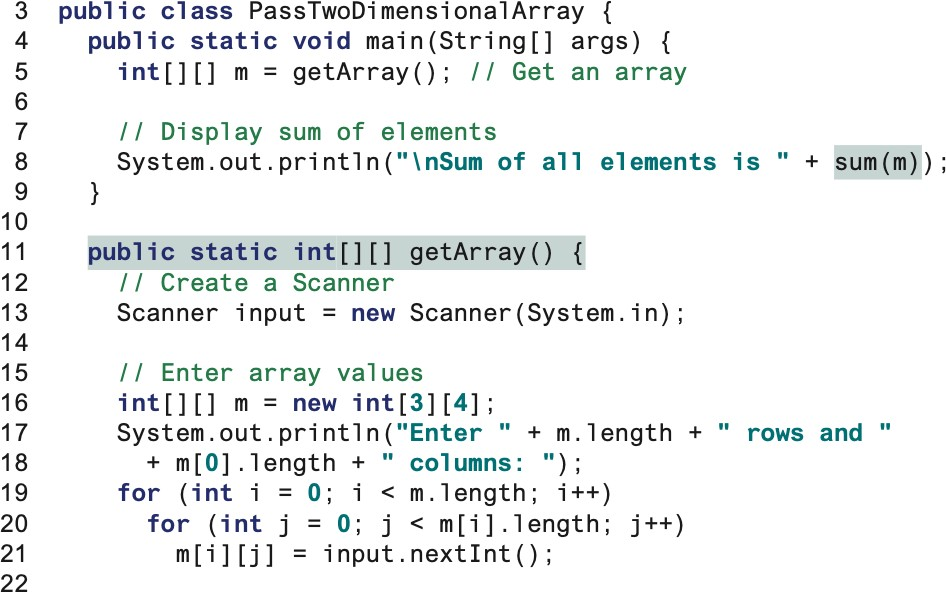 3 public class PassTwoDimensionalArray {
4 public static void main(String[] args) {
5 int[][] m = getArray(); // Get an array
6
7 // Display sum of elements
8 System.out.println("\nSum of all elements is " + sum(m));
9 }
10
11 public static int[][] getArray() {
12 // Create a Scanner
13 Scanner input = new Scanner(System.in);
14
15 // Enter array values
16 int[][] m = new int[3][4];
17 System.out.println("Enter " + m.length + " rows and "
18 + m[0].length + " columns: ");
19 for (int i = 0; i < m.length; i++)
20 for (int j = 0; j < m[i].length; j++)
21 m[i][j] = input.nextInt();
22